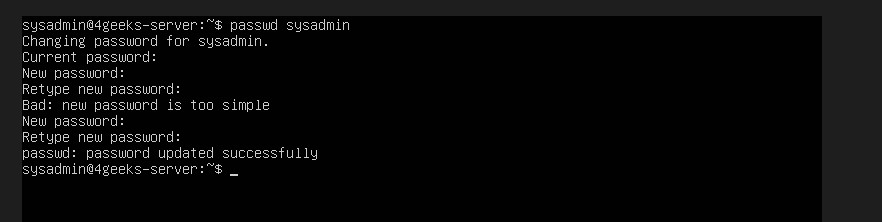 sysadmin@4geeks-server:~$ passwd sysadmin
Changing password for sysadmin.
Current password:
New password:
Retype new password:
Bad: new password is too simple
New password:
Retype new password:
passwd: password updated successfully
sysadmin@4geeks-server:~$ _